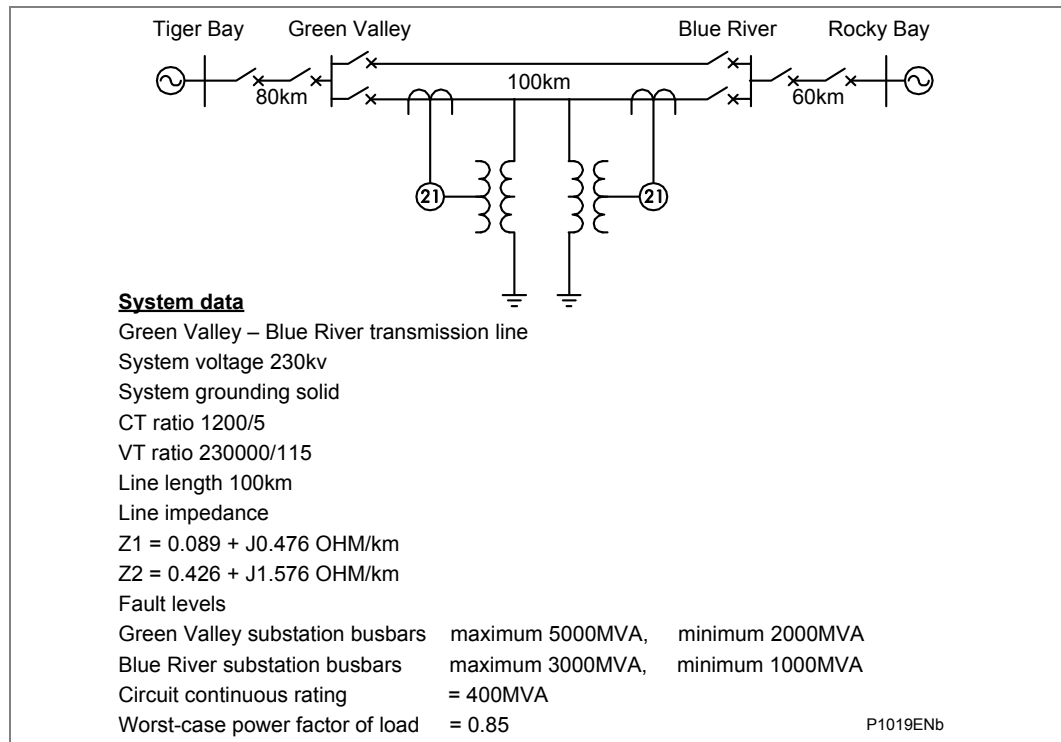 Tiger Bay Green Valley Blue River Rocky Bay
80km 100km 60km
21 21
System data
Green Valley – Blue River transmission line
System voltage 230kv
System grounding solid
CT ratio 1200/5
VT ratio 230000/115
Line length 100km
Line impedance
Z1 = 0.089 + J0.476 OHM/km
Z2 = 0.426 + J1.576 OHM/km
Fault levels
Green Valley substation busbars maximum 5000MVA, minimum 2000MVA
Blue River substation busbars maximum 3000MVA, minimum 1000MVA
Circuit continuous rating = 400MVA
Worst-case power factor of load = 0.85
P1019ENb